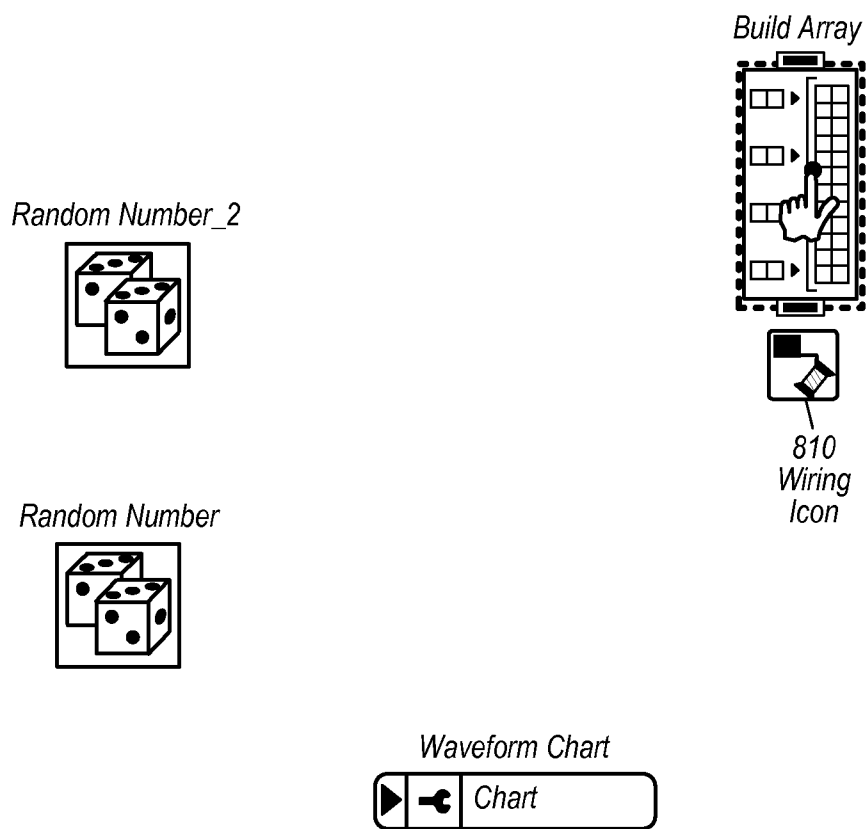 Build Array
Random Number_2
810
Wiring
Icon
Random Number
Waveform Chart
Chart